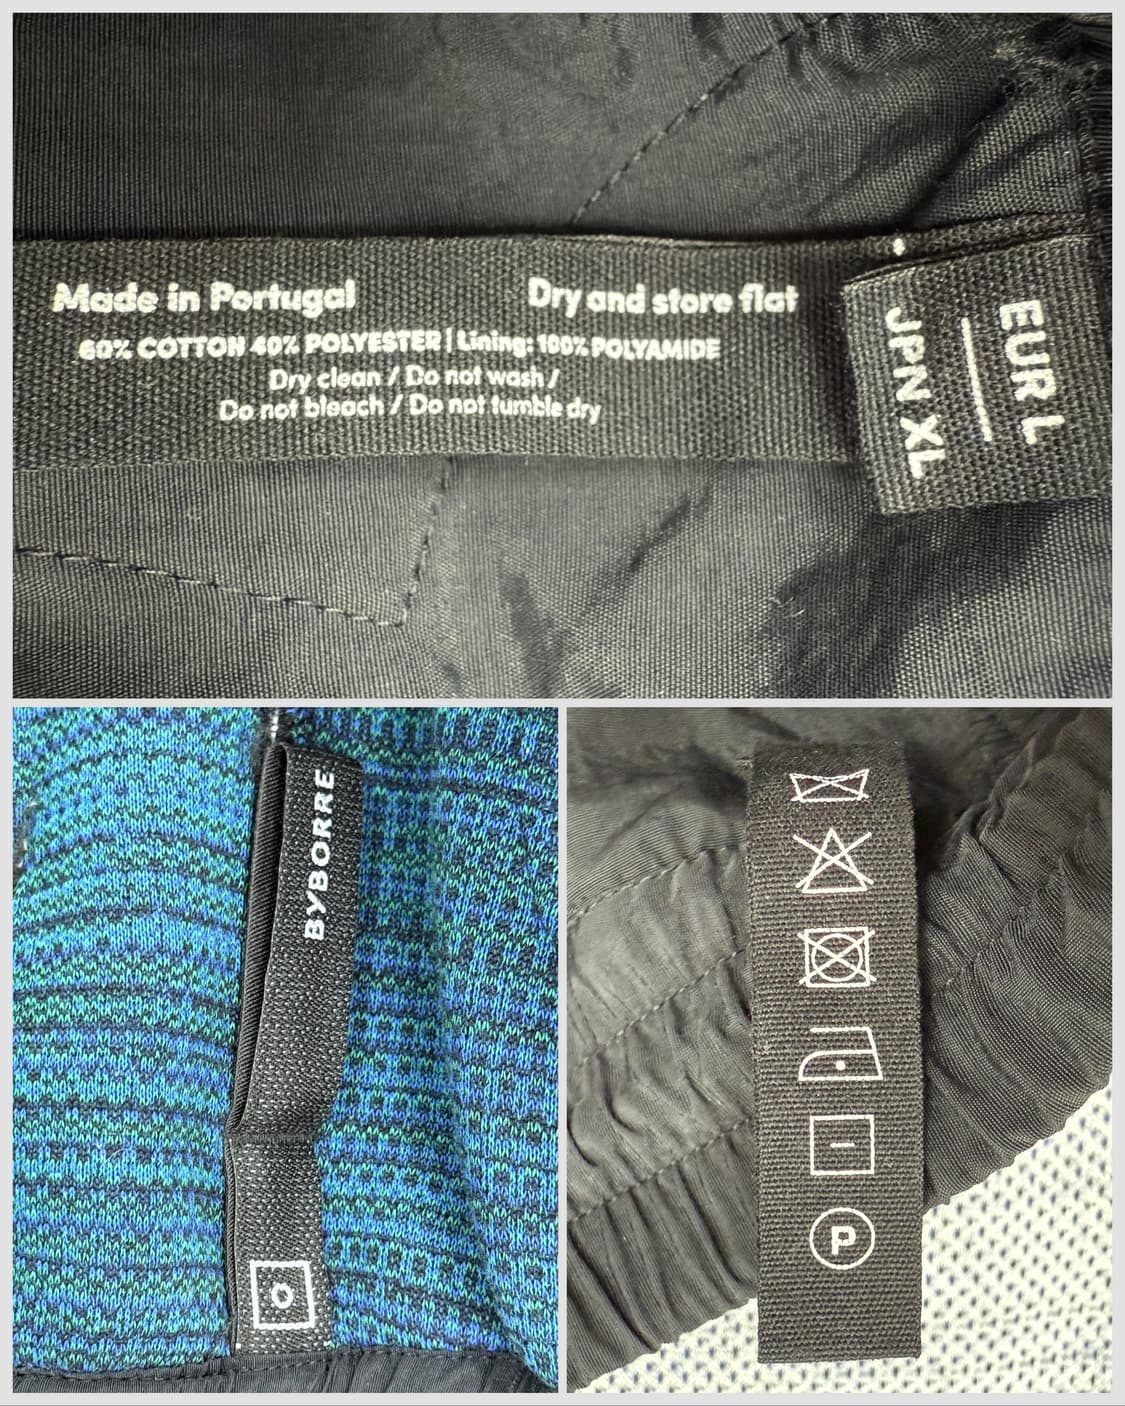 Made in Portugal
Dry and store flat
60% COTTON 40% POLYESTER | Lining: 100% POLYAMIDE
Dry clean / Do not wash /
Do not bleach / Do not tumble dry
EUR L
JPN XL
BYBORRE
P